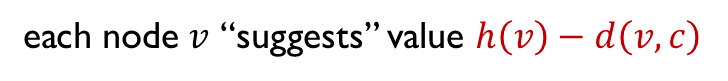 each node 𝑣 “suggests” value ℎ(𝑣) − 𝑑(𝑣, 𝑐)